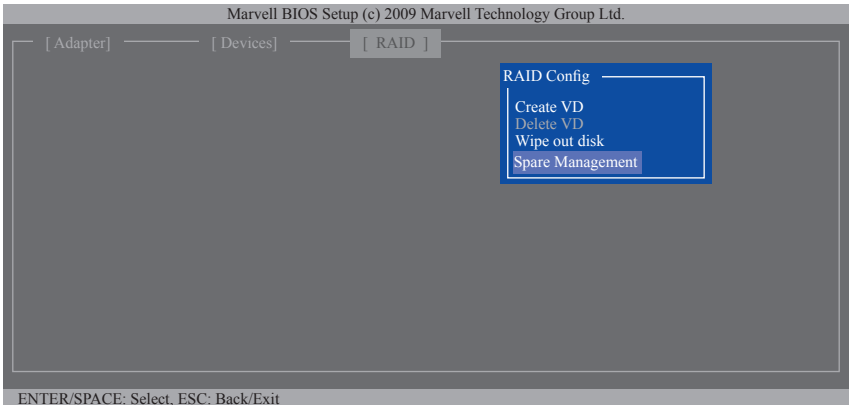 Marvell BIOS Setup (c) 2009 Marvell Technology Group Ltd.
[ Adapter] [ Devices] [ RAID ]
RAID Config
Create VD
Delete VD
Wipe out disk
Spare Management
ENTER/SPACE: Select, ESC: Back/Exit